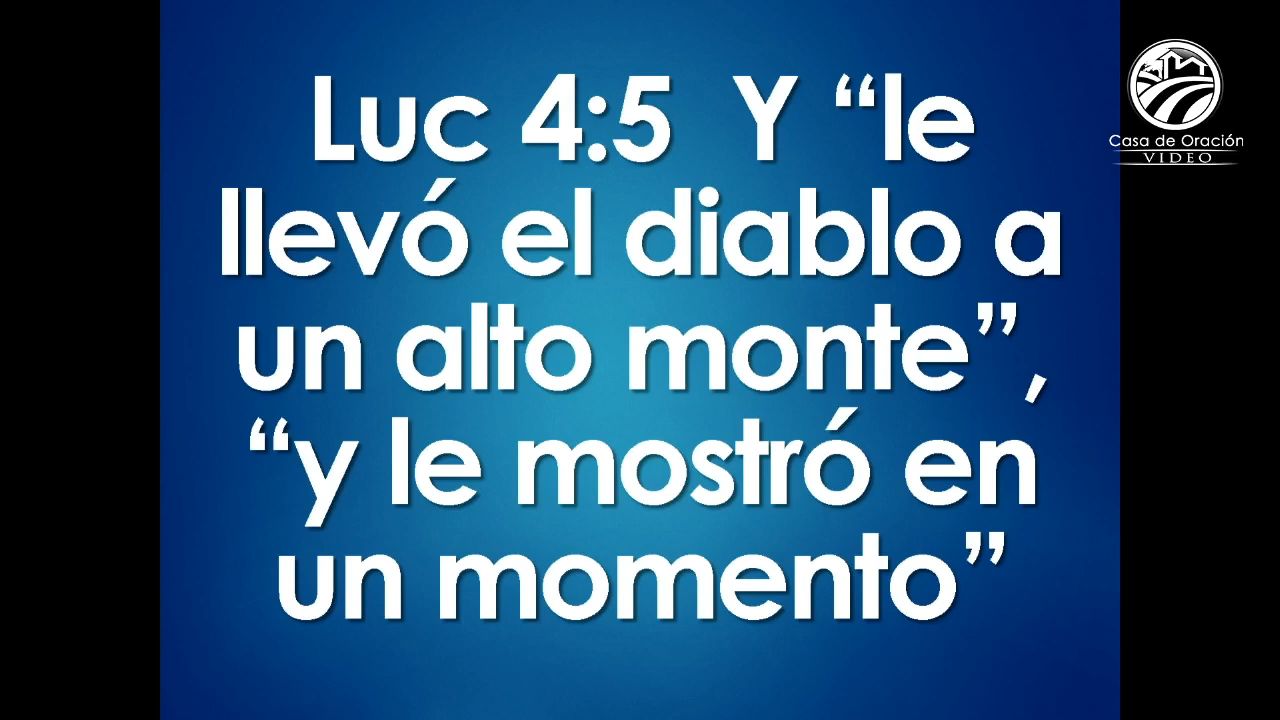 Luc 4:5  Y “le
llevó el diablo a
un alto monte”,
“y le mostró en
un momento”
Casa de Oración
VIDEO